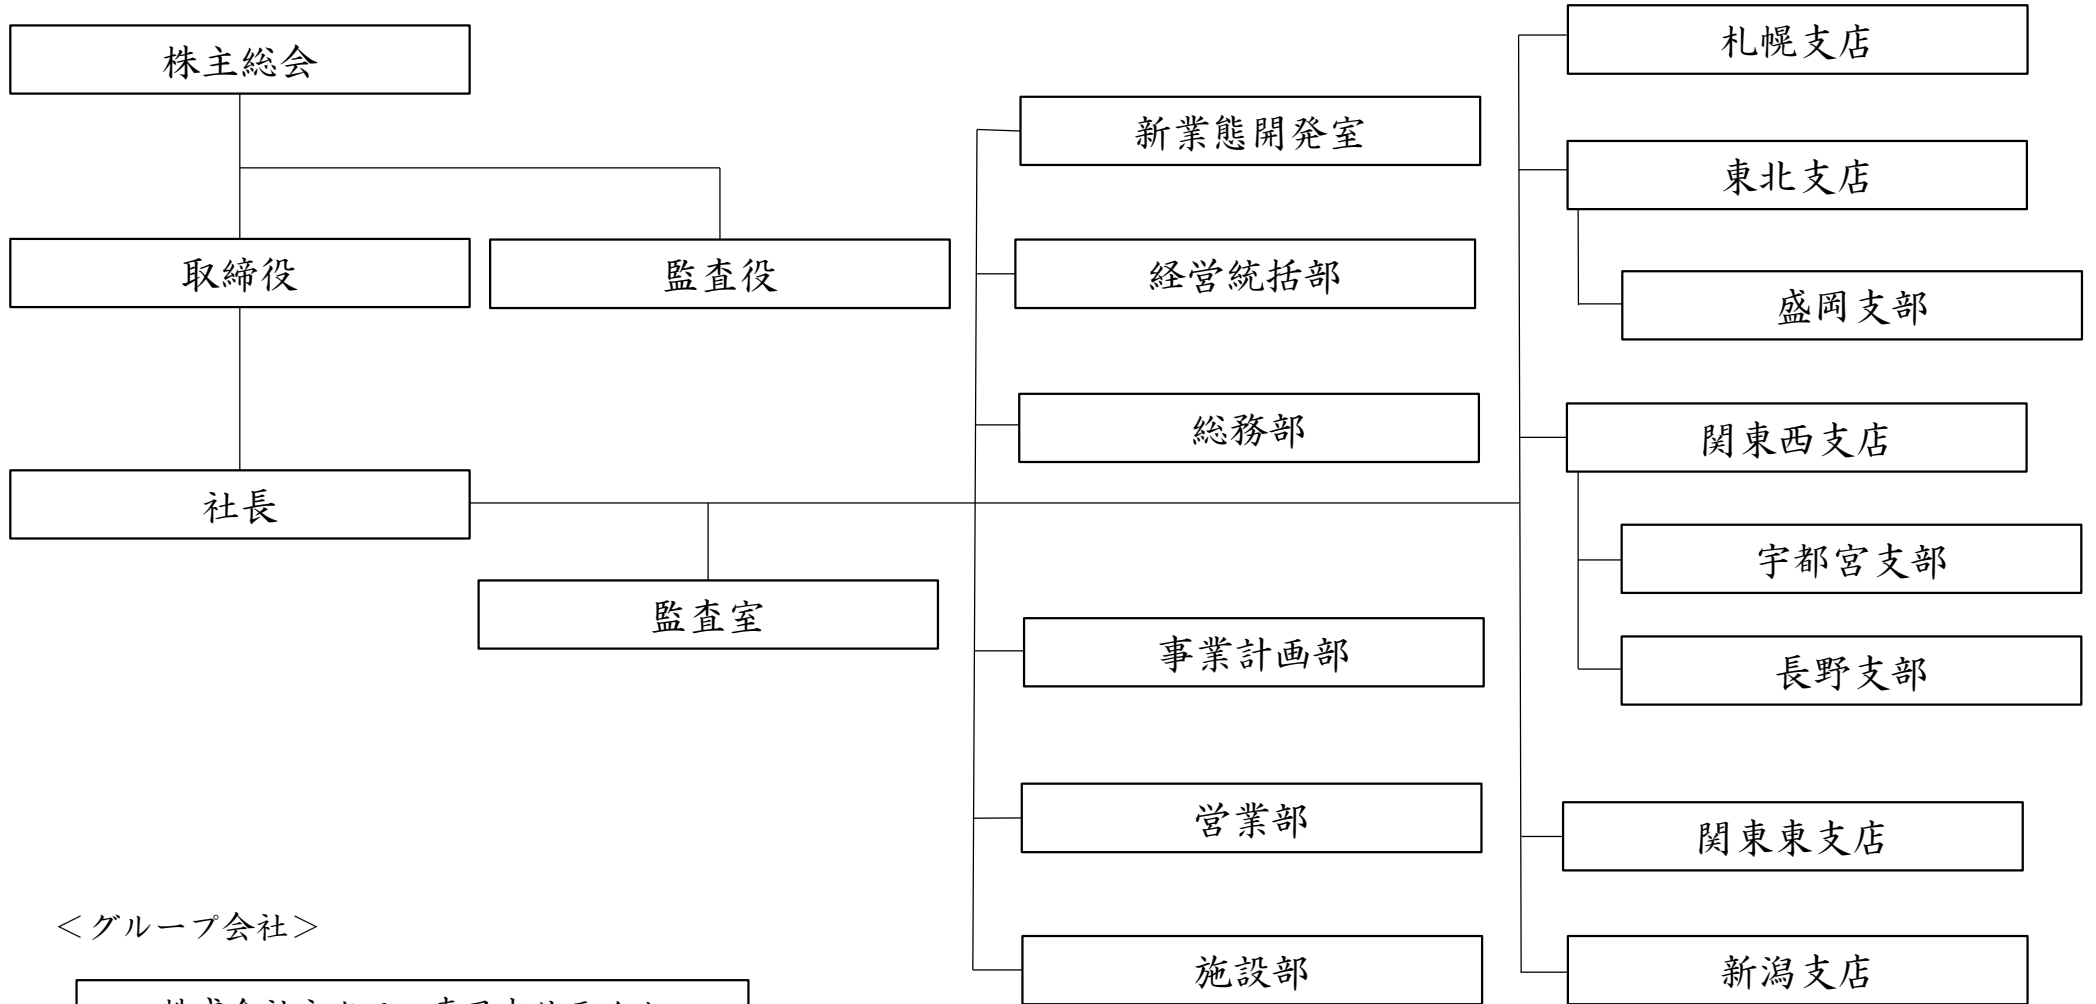 株主総会
取締役
監査役
社長
監査室
新業態開発室
経営統括部
総務部
事業計画部
営業部
施設部
札幌支店
東北支店
盛岡支部
関東西支店
宇都宮支部
長野支部
関東東支店
新潟支店
＜グループ会社＞